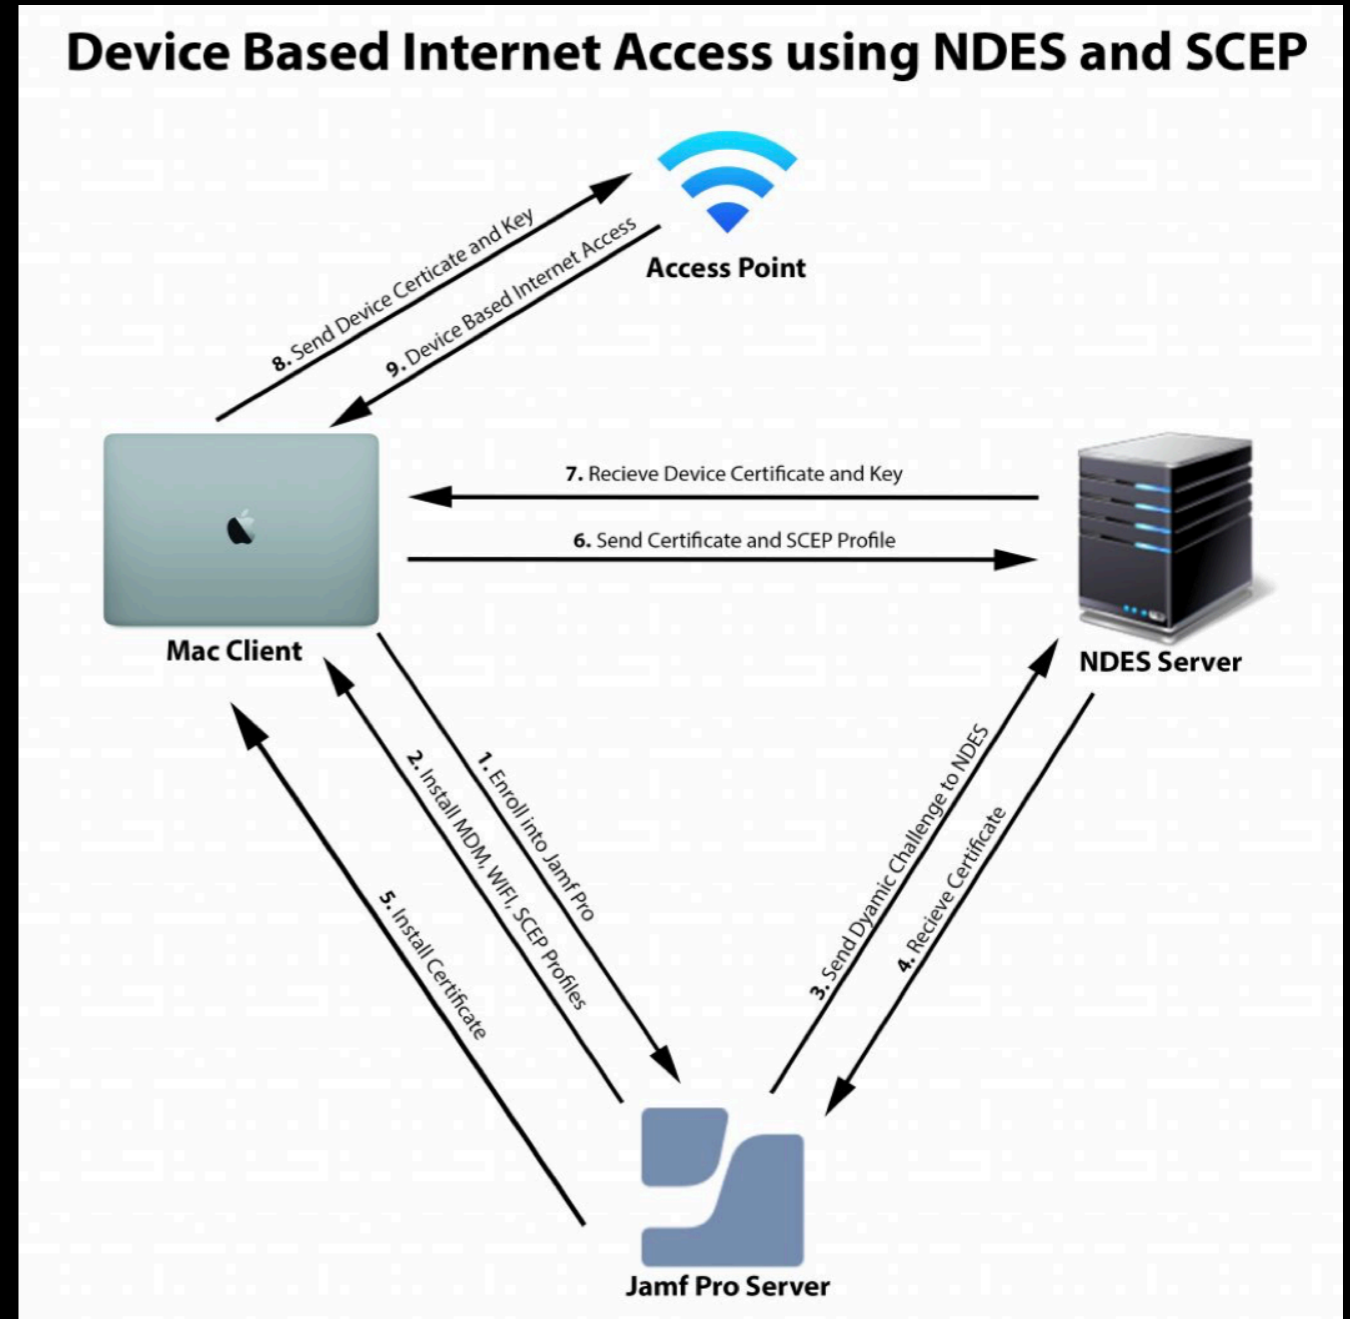 Device Based Internet Access using NDES and SCEP
Access Point
8. Send Device Certicate and Key
9. Device Based Internet Access
7. Recieve Device Certificate and Key
6. Send Certificate and SCEP Profile
Mac Client
NDES Server
1. Enroll into Jamf Pro
2. Install MDM, WIFI, SCEP Profiles
3. Send Dyamic Challenge to NDES
4. Recieve Certificate
5. Install Certificate
Jamf Pro Server